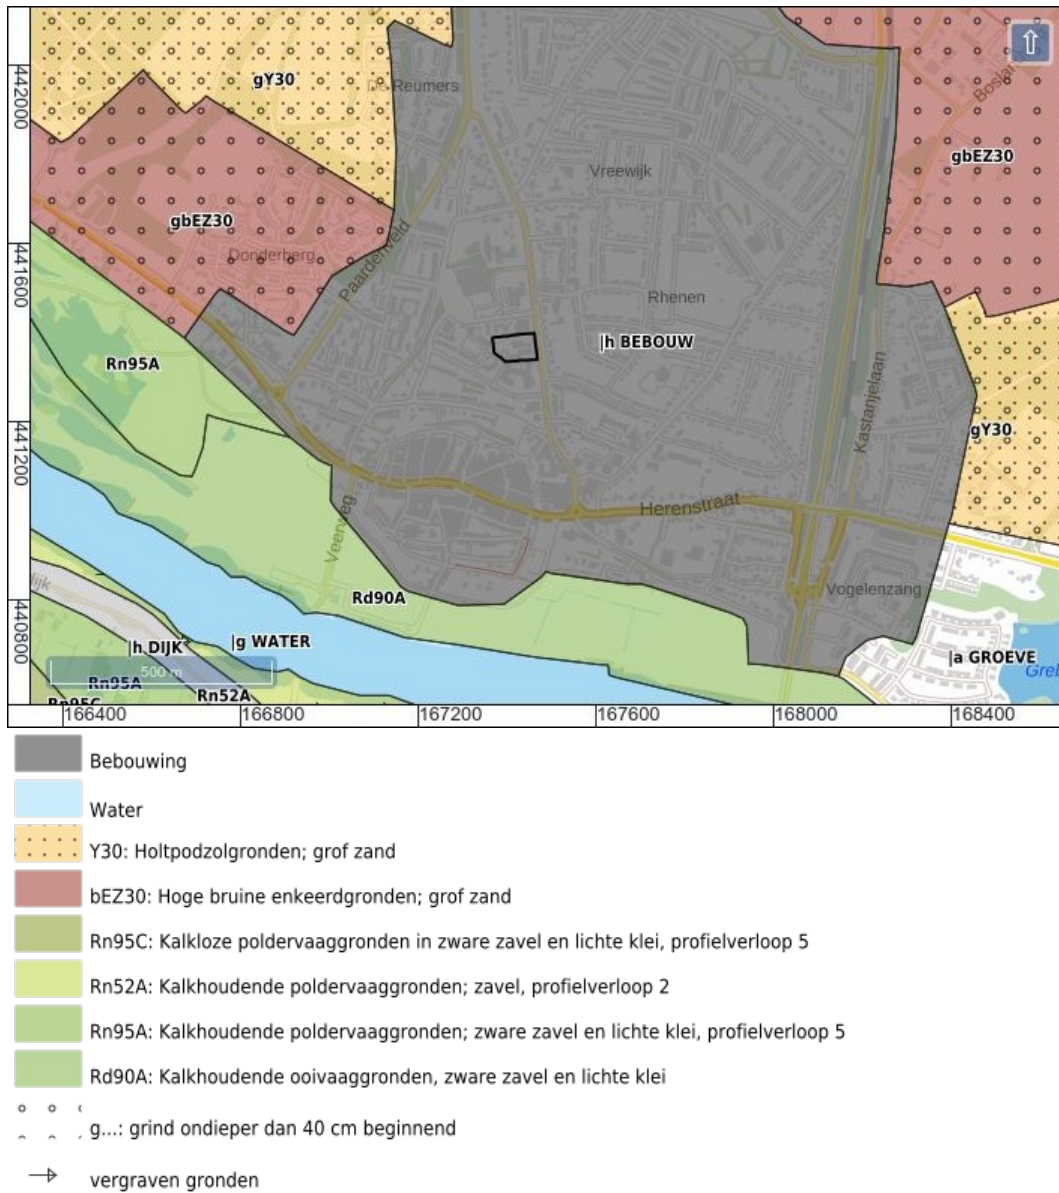 ⇧
De Reumers
gY30
Boslan
442000
gbEZ30
Vreewijk
gbEZ30
Paardenveld
Donderberg
441600
Rhenen
|h BEBOUW
Rn95A
Kastanjelaan
gY30
441200
Herenstraat
Veerweg
Rd90A
Vogelenzang
dijk
440800
|h DIJK
|g WATER
|a GROEVE
Greb
500 m
Rn95A
Rn52A
Rn95C
166400
166800
167200
167600
168000
168400
Bebouwing
Water
Y30: Holtpodzolgronden; grof zand
bEZ30: Hoge bruine enkeerdgronden; grof zand
Rn95C: Kalkloze poldervaaggronden in zware zavel en lichte klei, profielverloop 5
Rn52A: Kalkhoudende poldervaaggronden; zavel, profielverloop 2
Rn95A: Kalkhoudende poldervaaggronden; zware zavel en lichte klei, profielverloop 5
Rd90A: Kalkhoudende ooivaaggronden, zware zavel en lichte klei
g...: grind ondieper dan 40 cm beginnend
vergraven gronden